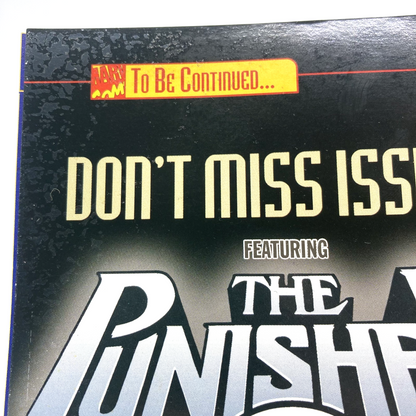 To Be Continued...
DON'T MISS ISS
FEATURING
THE
PUNISHE